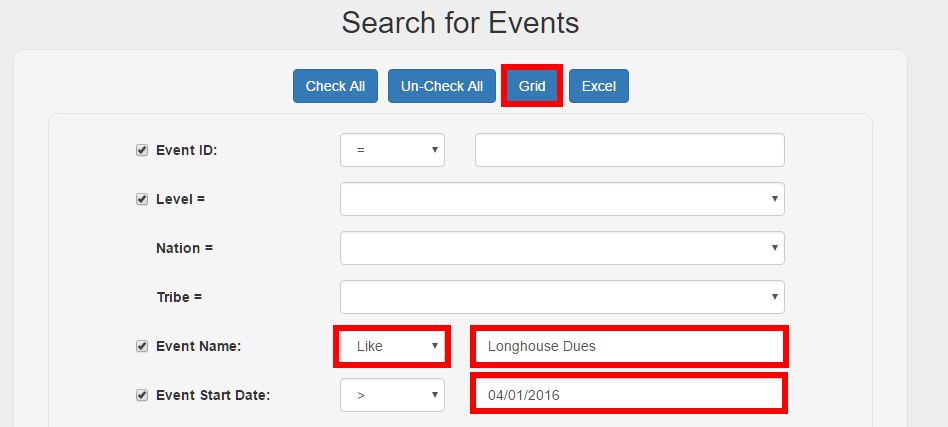 Search for Events
Check All Un-Check All Grid Excel
Event ID: =
Level =
Nation =
Tribe =
Event Name: Like Longhouse Dues
Event Start Date: > 04/01/2016